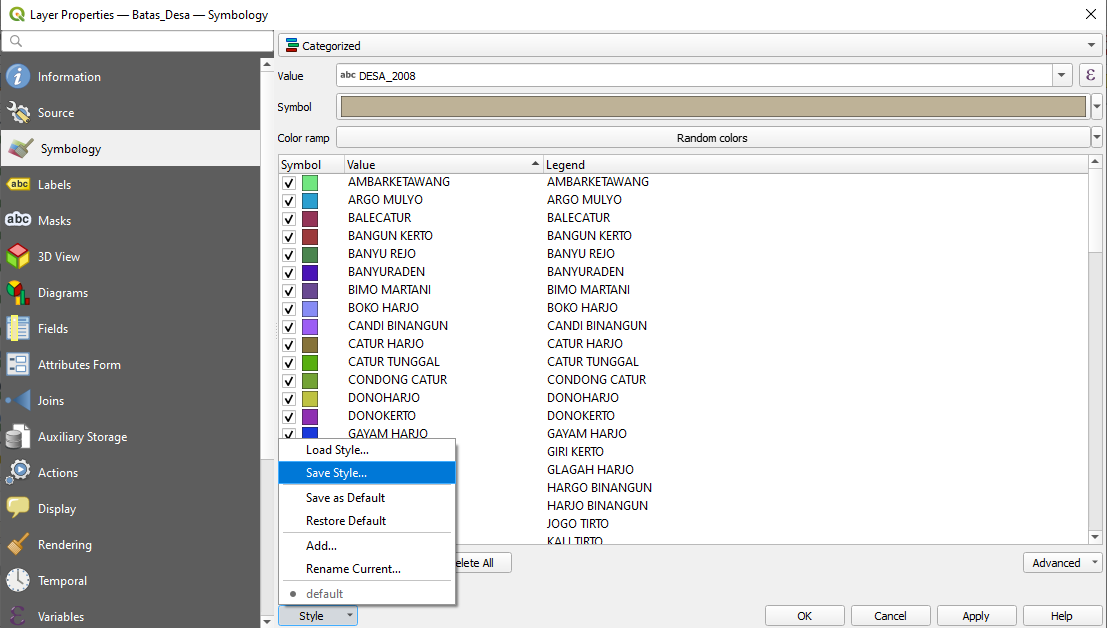 Layer Properties — Batas_Desa — Symbology
Information
Source
Symbology
abc Labels
abc Masks
3D View
Diagrams
Fields
Attributes Form
Joins
Auxiliary Storage
Actions
Display
Rendering
Temporal
Variables
Categorized
Value abc DESA_2008 ε
Symbol
Color ramp Random colors
Symbol Value Legend
AMBARKETAWANG AMBARKETAWANG
ARGO MULYO ARGO MULYO
BALECATUR BALECATUR
BANGUN KERTO BANGUN KERTO
BANYU REJO BANYU REJO
BANYURADEN BANYURADEN
BIMO MARTANI BIMO MARTANI
BOKO HARJO BOKO HARJO
CANDI BINANGUN CANDI BINANGUN
CATUR HARJO CATUR HARJO
CATUR TUNGGAL CATUR TUNGGAL
CONDONG CATUR CONDONG CATUR
DONOHARJO DONOHARJO
DONOKERTO DONOKERTO
GAYAM HARJO GAYAM HARJO
GIRI KERTO
GLAGAH HARJO
HARGO BINANGUN
HARJO BINANGUN
JOGO TIRTO
KALI TIRTO
Load Style...
Save Style...
Save as Default
Restore Default
Add...
Rename Current...
default
elete All
Advanced
Style
OK Cancel Apply Help